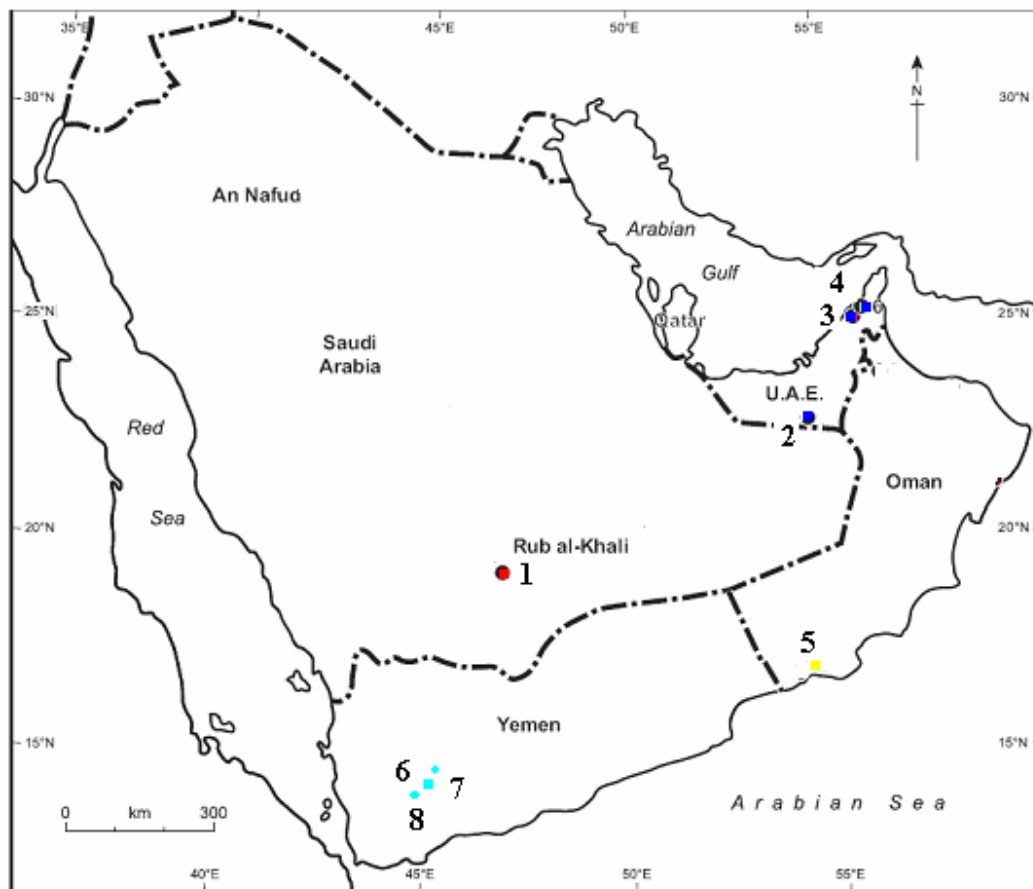 35°E 45°E 50°E 55°E
30°N 30°N
N
An Nafud
Arabian
Gulf
4
25°N 3 6 25°N
Qatar
Saudi
Arabia
U.A.E.
2
Red
Sea
Oman
20°N 20°N
Rub al-Khali
1
5
Yemen
15°N 15°N
6
7
8
0 km 300
Arabian Sea
40°E 45°E 50°E 55°E